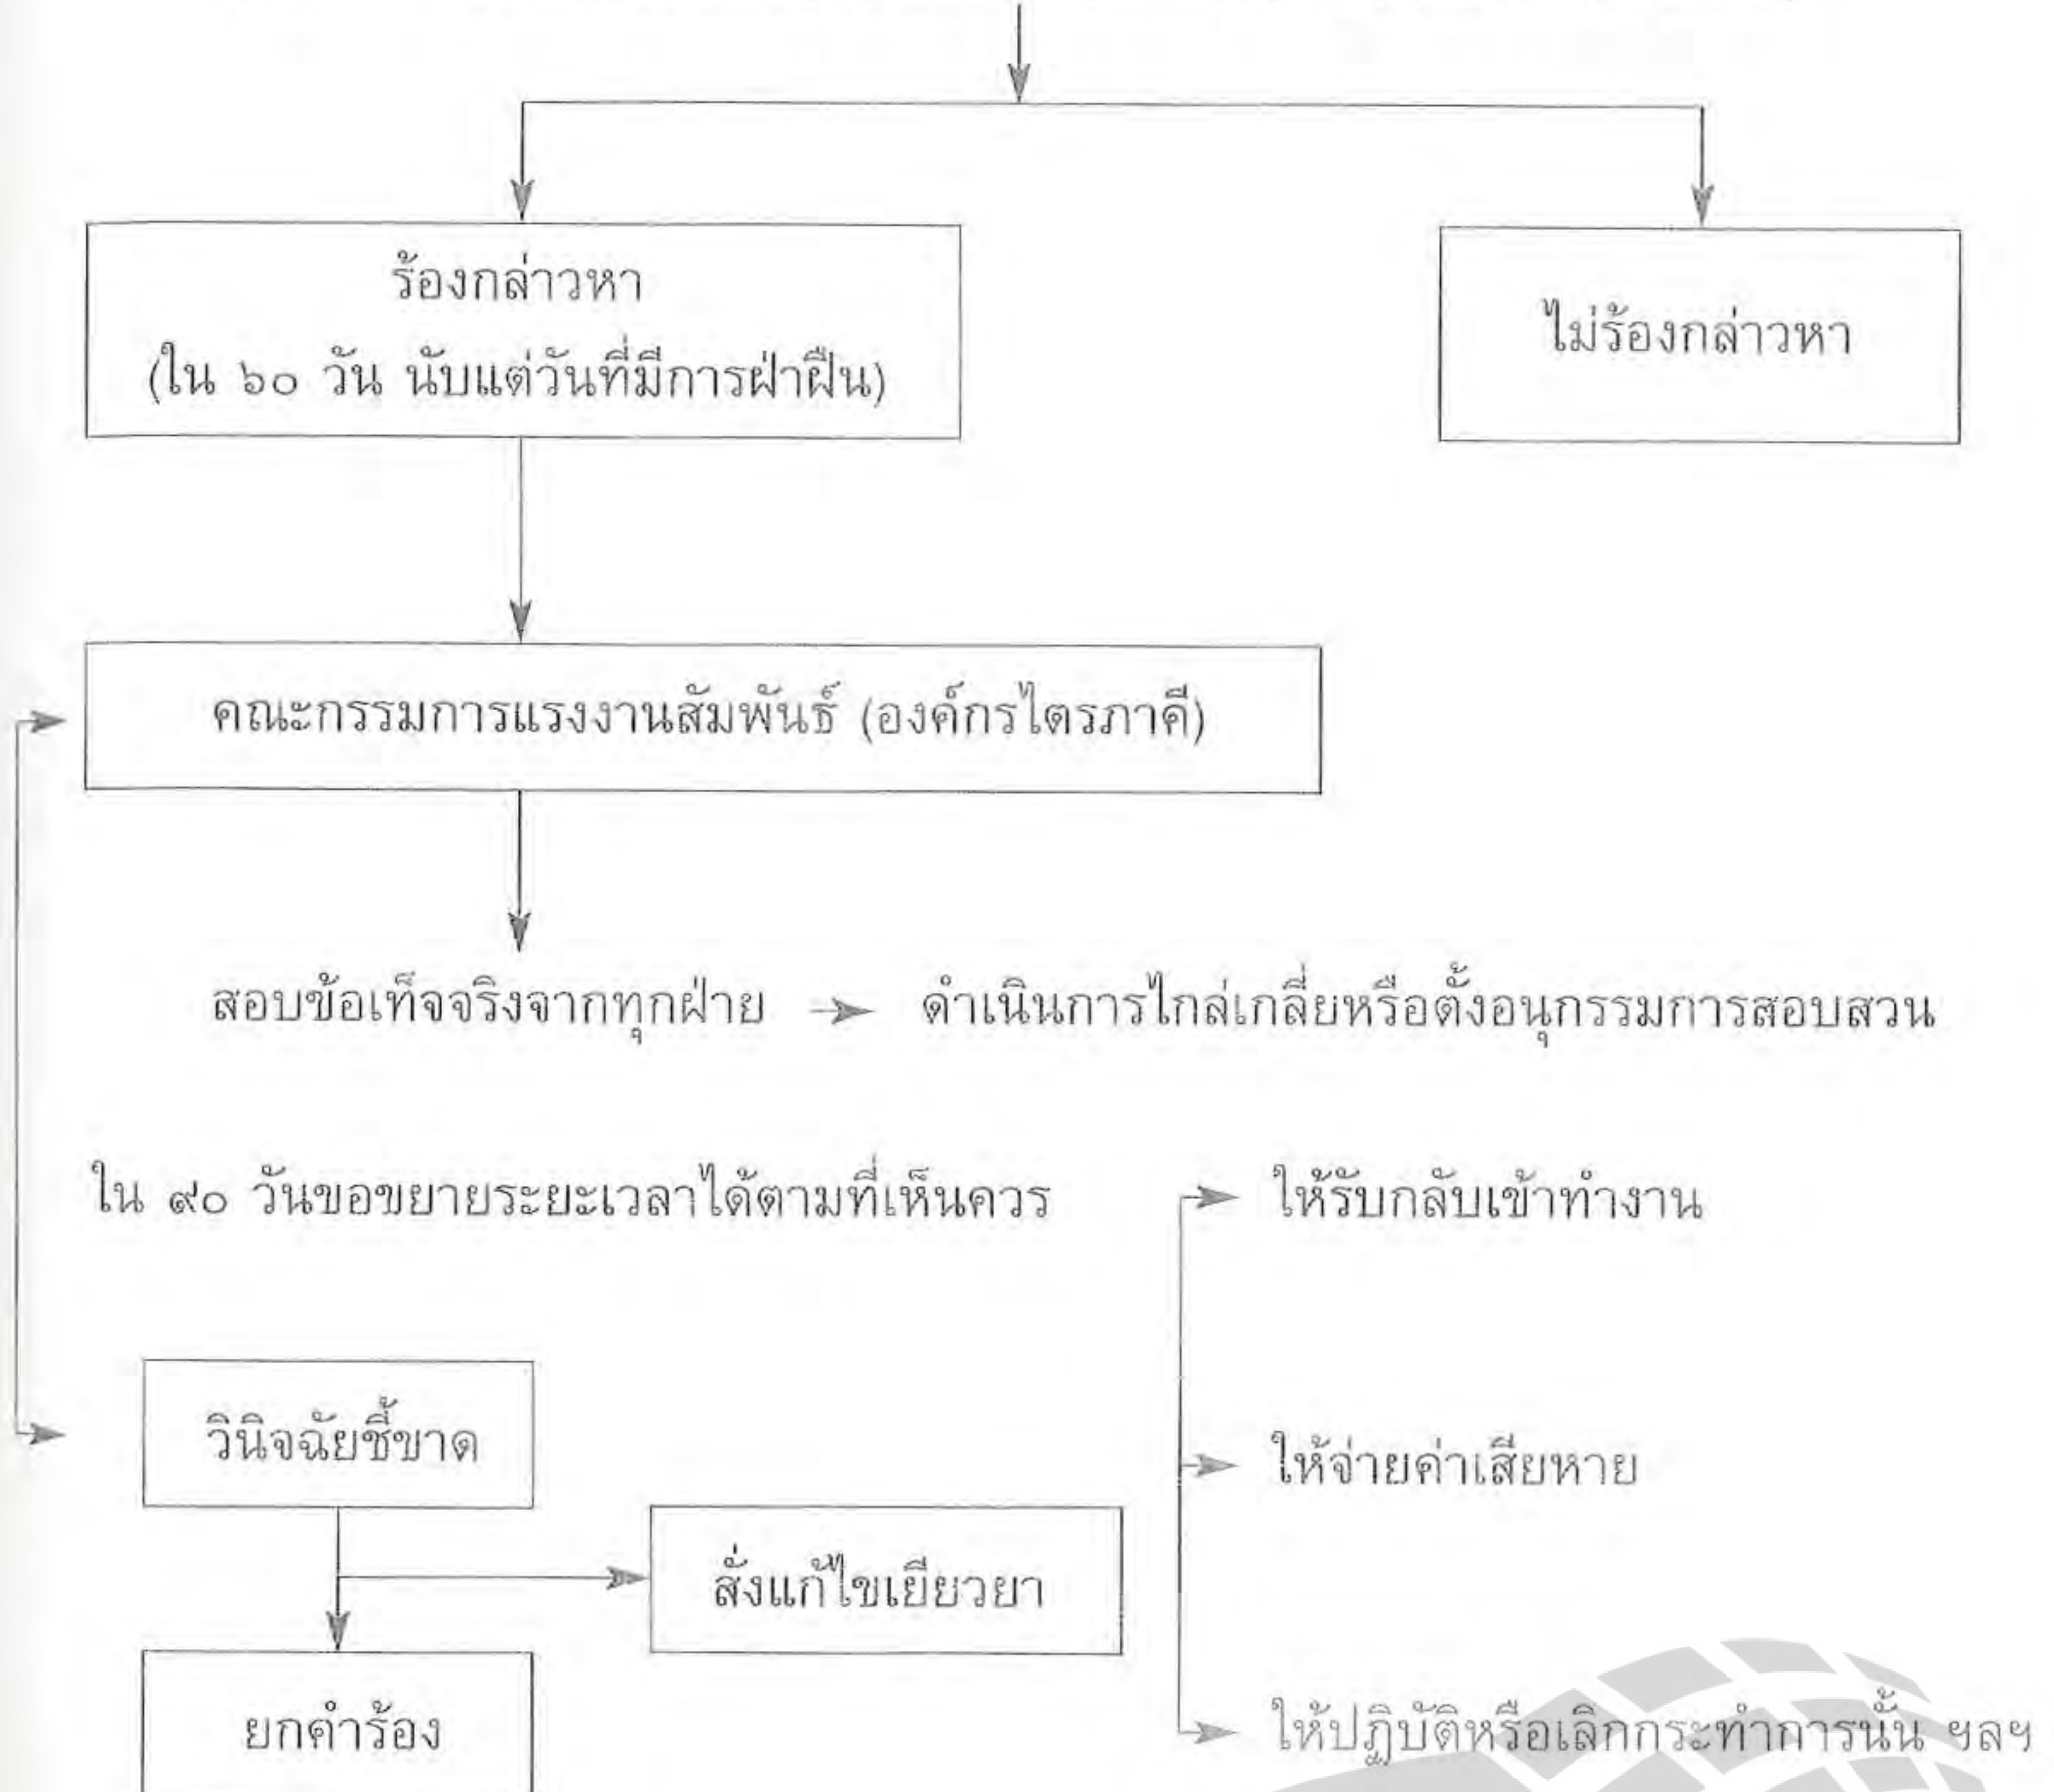 ร้องกล่าวหา
(ใน ๖๐ วัน นับแต่วันที่มีการฝ่าฝืน)
ไม่ร้องกล่าวหา
คณะกรรมการแรงงานสัมพันธ์ (องค์กรไตรภาคี)
สอบข้อเท็จจริงจากทุกฝ่าย
ดำเนินการไกล่เกลี่ยหรือตั้งอนุกรรมการสอบสวน
ใน ๙๐ วันขอขยายระยะเวลาได้ตามที่เห็นควร
ให้รับกลับเข้าทำงาน
วินิจฉัยชี้ขาด
ให้จ่ายค่าเสียหาย
สั่งแก้ไขเยียวยา
ยกคำร้อง
ให้ปฏิบัติหรือเลิกกระทำการนั้น ฯลฯ